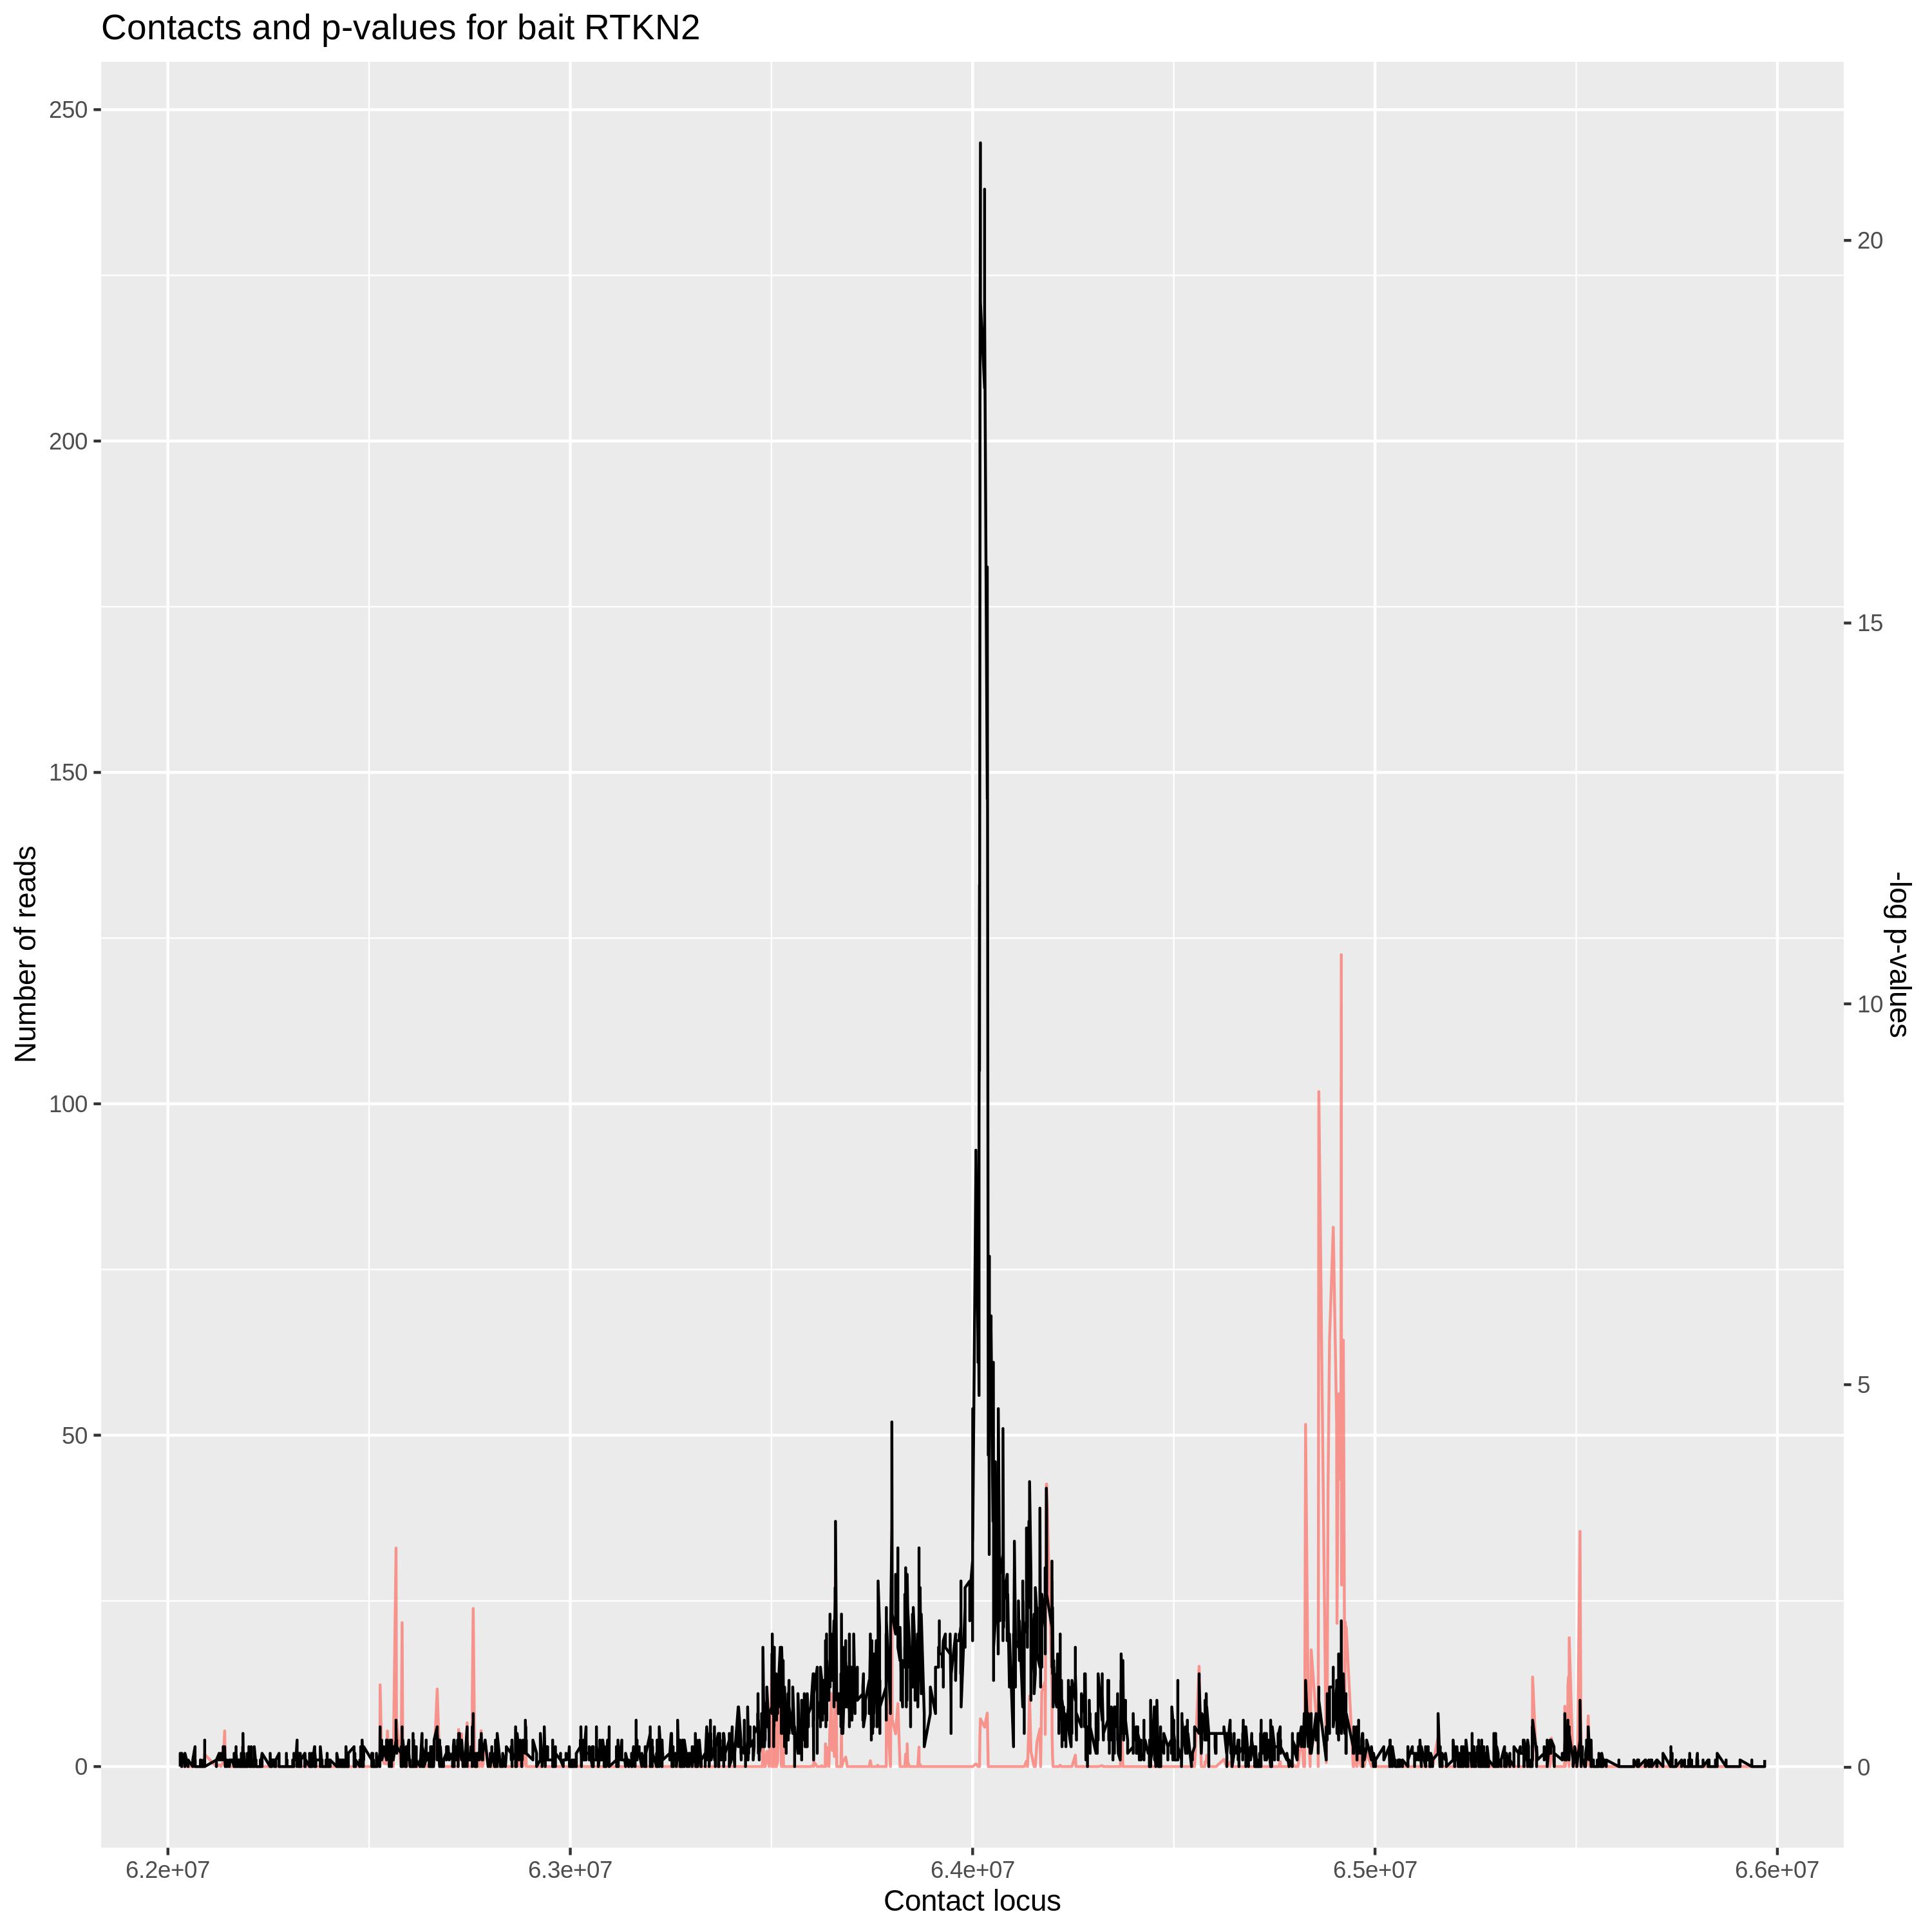 Contacts and p-values for bait RTKN2
250
200
150
100
50
0
Number of reads
20
15
10
5
0
-log p-values
6.2e+07 6.3e+07 6.4e+07 6.5e+07 6.6e+07
Contact locus